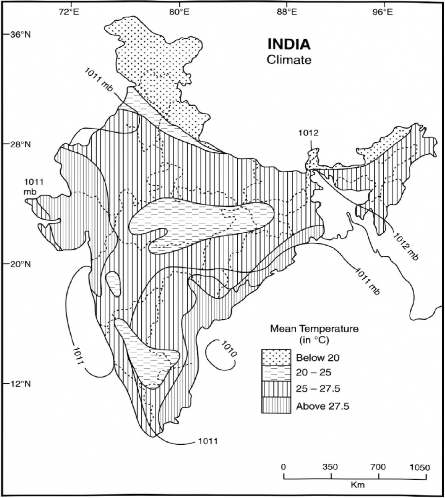 72°E 80°E 88°E 96°E
36°N
INDIA
Climate
1011 mb
1012
28°N
1011
mb
1012 mb
20°N
1011 mb
Mean Temperature
(in °C)
Below 20
20 – 25
25 – 27.5
Above 27.5
1011
1010
12°N
1011
0 350 700 1050
Km